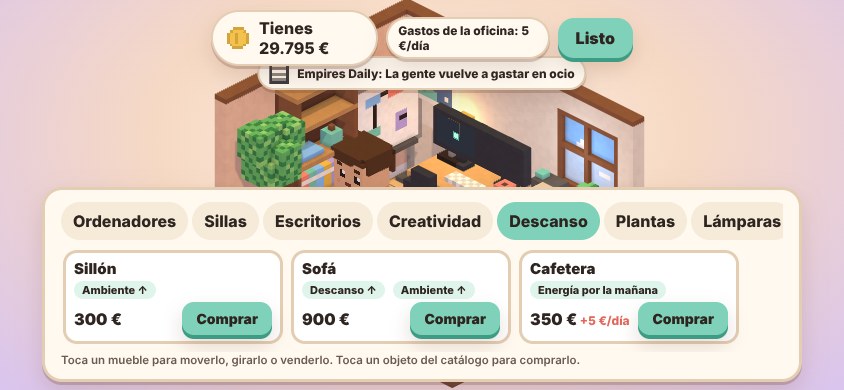 Tienes
29.795 €
Gastos de la oficina: 5
€/día
Listo
Empires Daily: La gente vuelve a gastar en ocio
Ordenadores
Sillas
Escritorios
Creatividad
Descanso
Plantas
Lámparas
Sillón
Ambiente ↑
300 €
Comprar
Sofá
Descanso ↑
Ambiente ↑
900 €
Comprar
Cafetera
Energía por la mañana
350 € +5 €/día
Comprar
Toca un mueble para moverlo, girarlo o venderlo. Toca un objeto del catálogo para comprarlo.